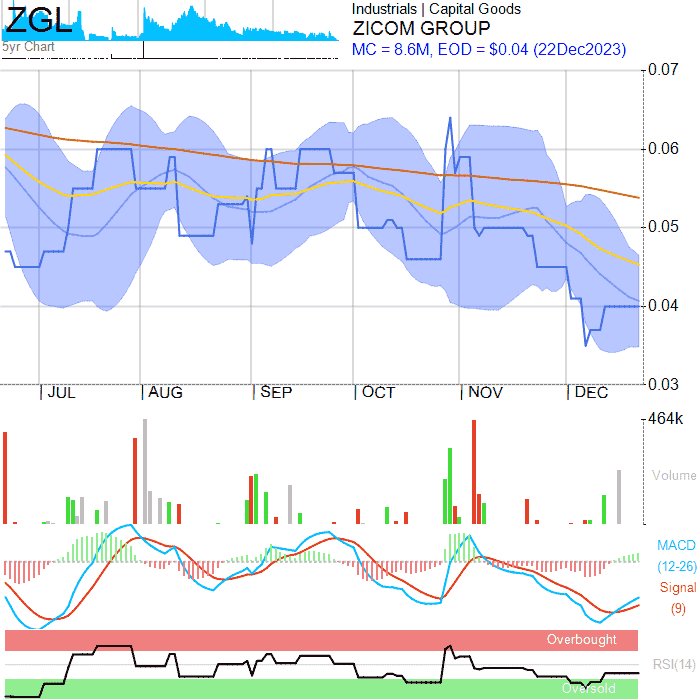 ZGL
5yr Chart
Industrials | Capital Goods
ZICOM GROUP
MC = 8.6M, EOD = $0.04 (22Dec2023)
0.07
0.06
0.05
0.04
0.03
JUL
AUG
SEP
OCT
NOV
DEC
464k
Volume
MACD
(12-26)
Signal
(9)
Overbought
RSI(14)
Oversold